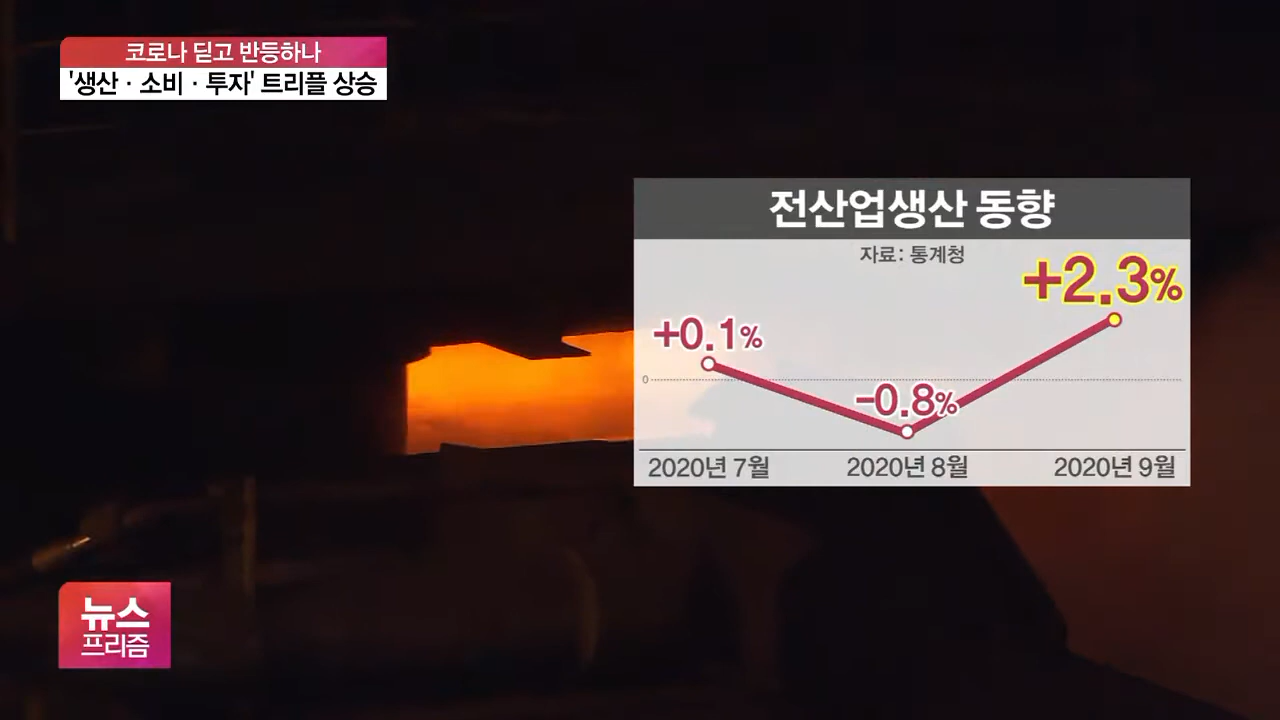 코로나 딛고 반등하나
'생산·소비·투자' 트리플 상승
전산업생산 동향
자료: 통계청
+0.1%
-0.8%
+2.3%
0
2020년 7월
2020년 8월
2020년 9월
뉴스
프리즘